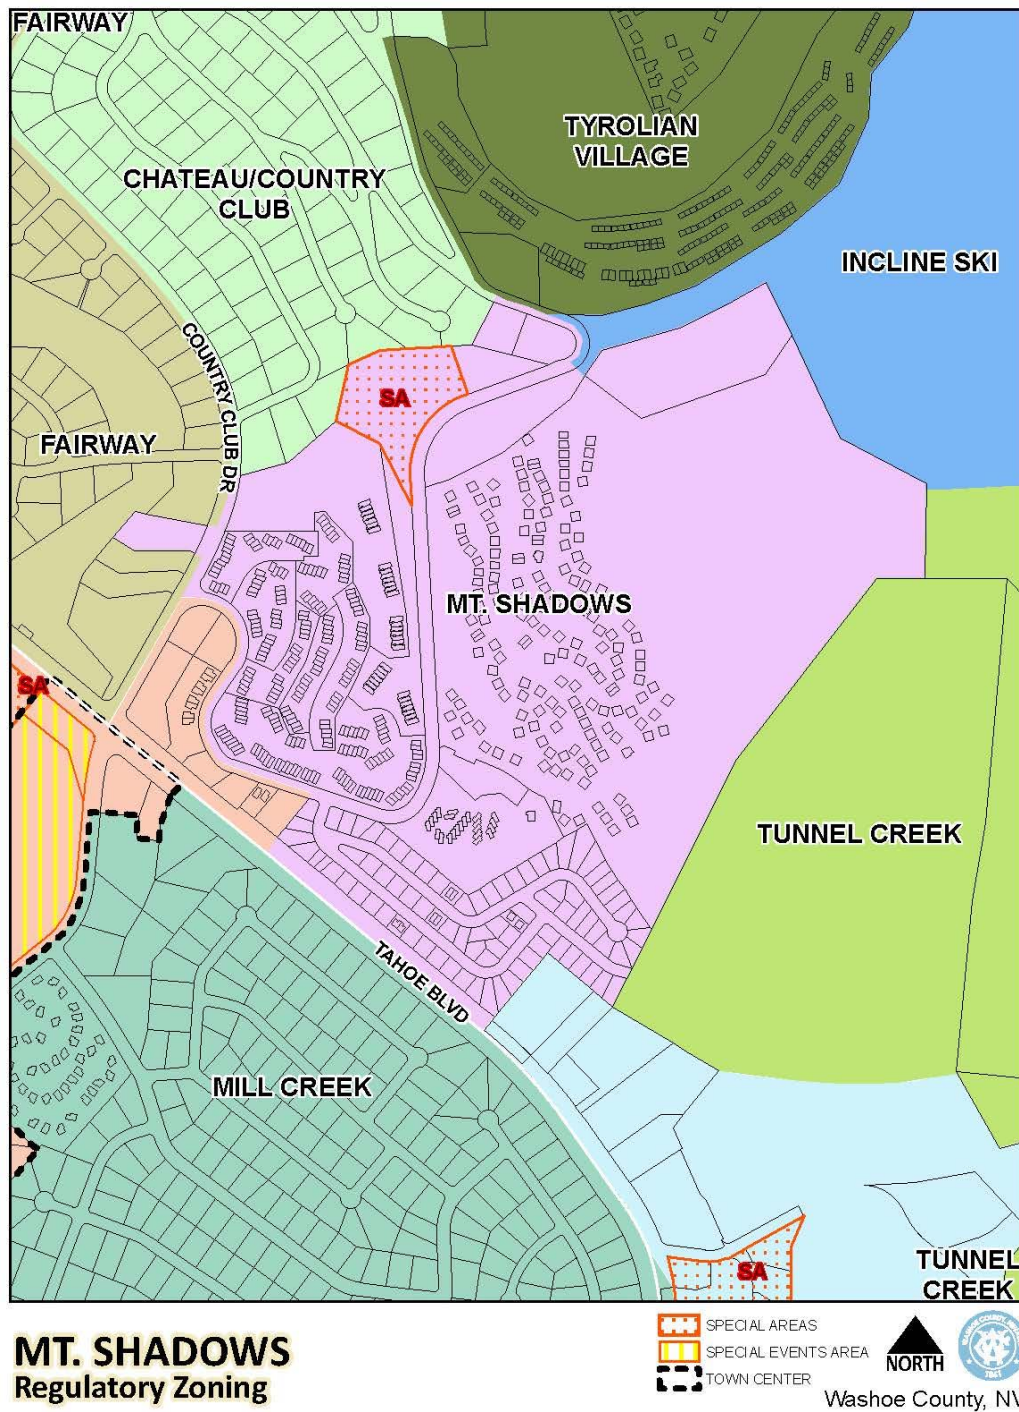 FAIRWAY
TYROLIAN
VILLAGE
CHATEAU/COUNTRY
CLUB
INCLINE SKI
COUNTRY CLUB DR
SA
FAIRWAY
MT. SHADOWS
SA
TUNNEL CREEK
TAHOE BLVD
MILL CREEK
SA
TUNNEL
CREEK
MT. SHADOWS
Regulatory Zoning
SPECIAL AREAS
SPECIAL EVENTS AREA
TOWN CENTER
NORTH
1861
Washoe County, NV